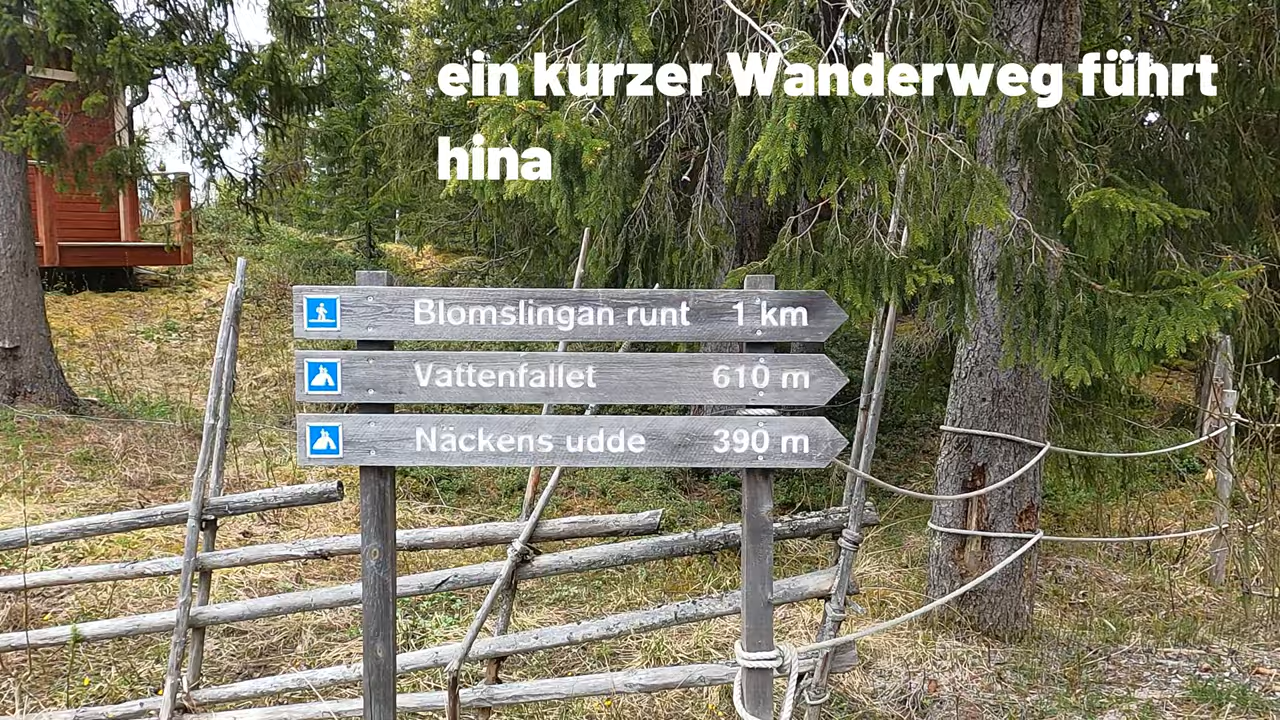 ein kurzer Wanderweg führt
hina
Blomslingan runt 1 km
Vattenfallet 610 m
Näckens udde 390 m